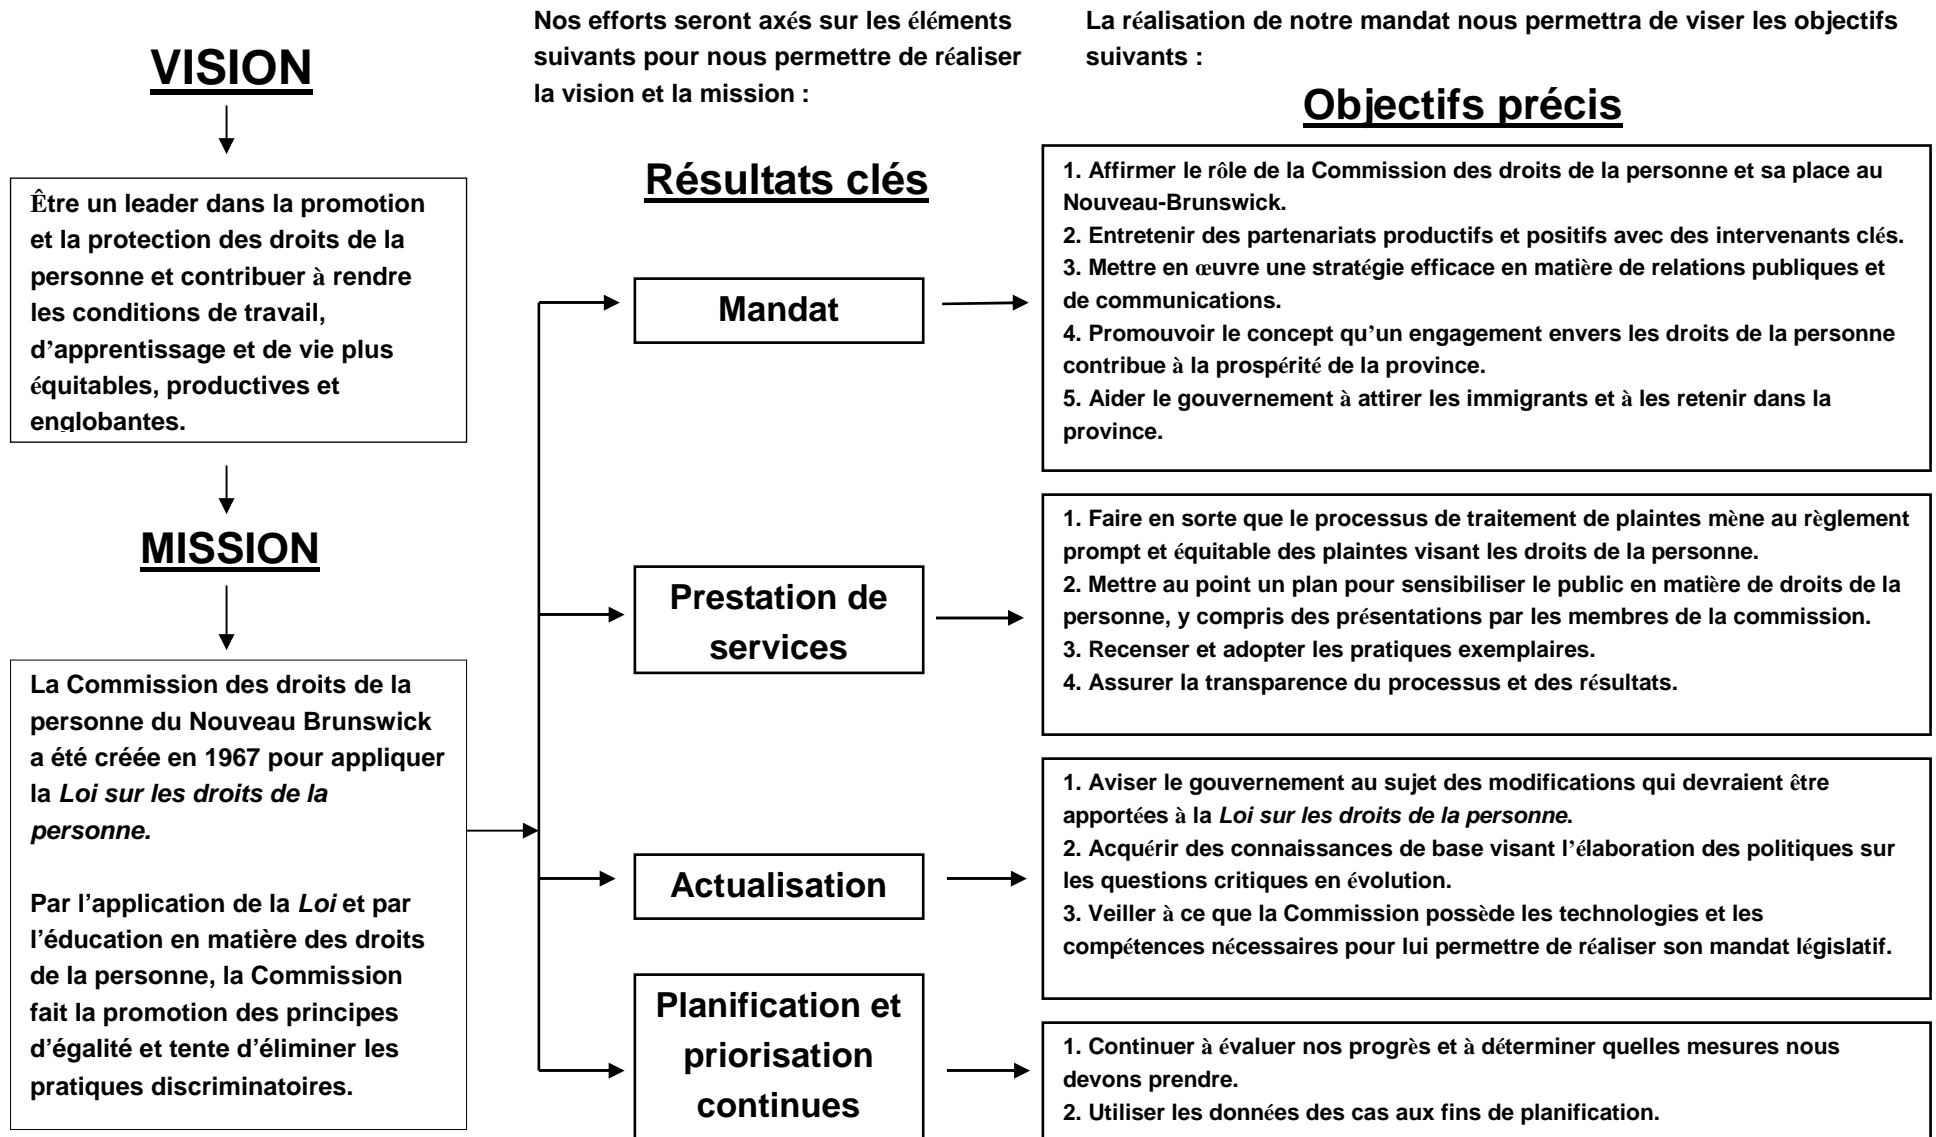 VISION
Être un leader dans la promotion
et la protection des droits de la
personne et contribuer à rendre
les conditions de travail,
d’apprentissage et de vie plus
équitables, productives et
englobantes.
MISSION
La Commission des droits de la
personne du Nouveau Brunswick
a été créée en 1967 pour appliquer
la Loi sur les droits de la
personne.
Par l’application de la Loi et par
l’éducation en matière des droits
de la personne, la Commission
fait la promotion des principes
d’égalité et tente d’éliminer les
pratiques discriminatoires.
Nos efforts seront axés sur les éléments
suivants pour nous permettre de réaliser
la vision et la mission :
Résultats clés
Mandat
Prestation de
services
Actualisation
Planification et
priorisation
continues
La réalisation de notre mandat nous permettra de viser les objectifs
suivants :
Objectifs précis
1. Affirmer le rôle de la Commission des droits de la personne et sa place au
Nouveau-Brunswick.
2. Entretenir des partenariats productifs et positifs avec des intervenants clés.
3. Mettre en œuvre une stratégie efficace en matière de relations publiques et
de communications.
4. Promouvoir le concept qu’un engagement envers les droits de la personne
contribue à la prospérité de la province.
5. Aider le gouvernement à attirer les immigrants et à les retenir dans la
province.
1. Faire en sorte que le processus de traitement de plaintes mène au règlement
prompt et équitable des plaintes visant les droits de la personne.
2. Mettre au point un plan pour sensibiliser le public en matière de droits de la
personne, y compris des présentations par les membres de la commission.
3. Recenser et adopter les pratiques exemplaires.
4. Assurer la transparence du processus et des résultats.
1. Aviser le gouvernement au sujet des modifications qui devraient être
apportées à la Loi sur les droits de la personne.
2. Acquérir des connaissances de base visant l’élaboration des politiques sur
les questions critiques en évolution.
3. Veiller à ce que la Commission possède les technologies et les
compétences nécessaires pour lui permettre de réaliser son mandat législatif.
1. Continuer à évaluer nos progrès et à déterminer quelles mesures nous
devons prendre.
2. Utiliser les données des cas aux fins de planification.